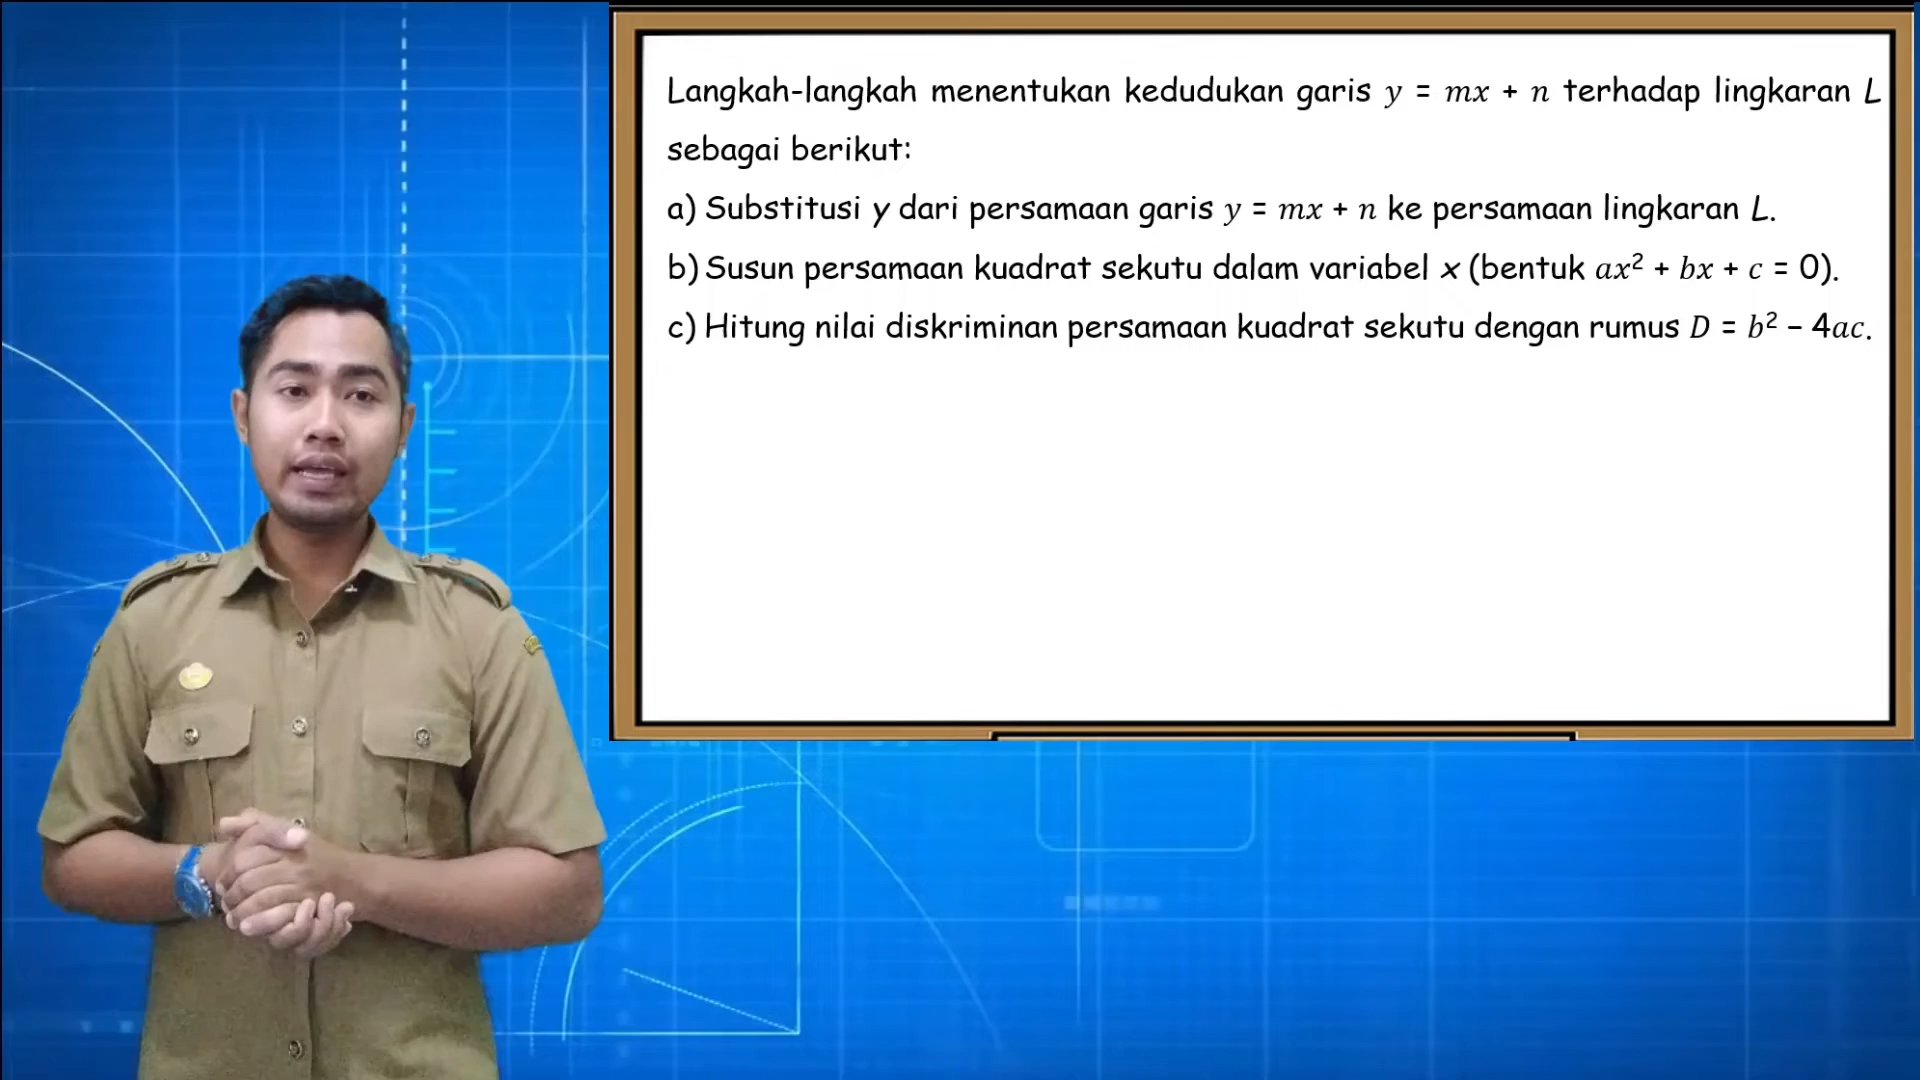 Langkah-langkah menentukan kedudukan garis y = mx + n terhadap lingkaran L
sebagai berikut:
a) Substitusi y dari persamaan garis y = mx + n ke persamaan lingkaran L.
b) Susun persamaan kuadrat sekutu dalam variabel x (bentuk ax² + bx + c = 0).
c) Hitung nilai diskriminan persamaan kuadrat sekutu dengan rumus D = b² – 4ac.